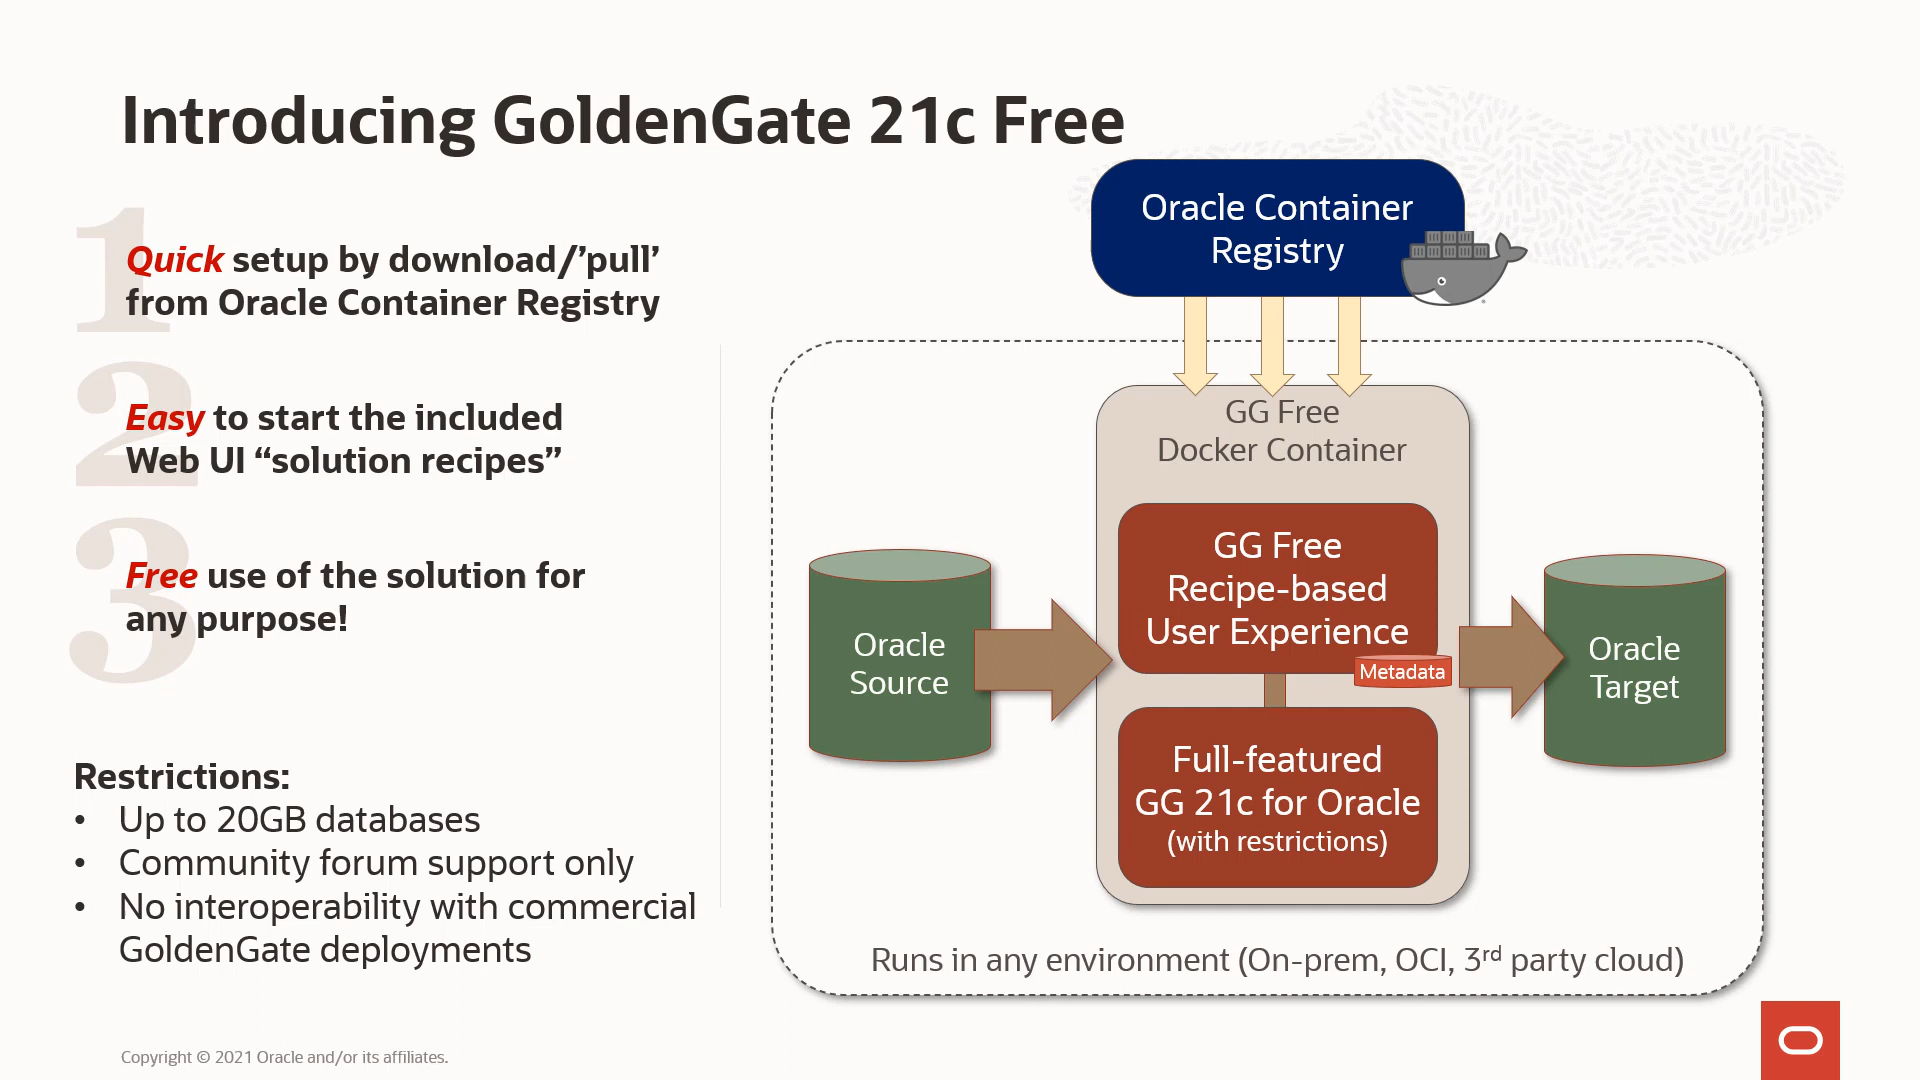 Introducing GoldenGate 21c Free
1
Quick setup by download/’pull’
from Oracle Container Registry
2
Easy to start the included
Web UI “solution recipes”
3
Free use of the solution for
any purpose!
Restrictions:
• Up to 20GB databases
• Community forum support only
• No interoperability with commercial
GoldenGate deployments
Oracle Container
Registry
GG Free
Docker Container
GG Free
Recipe-based
User Experience
Metadata
Oracle
Source
Oracle
Target
Full-featured
GG 21c for Oracle
(with restrictions)
Runs in any environment (On-prem, OCI, 3rd party cloud)
Copyright © 2021 Oracle and/or its affiliates.